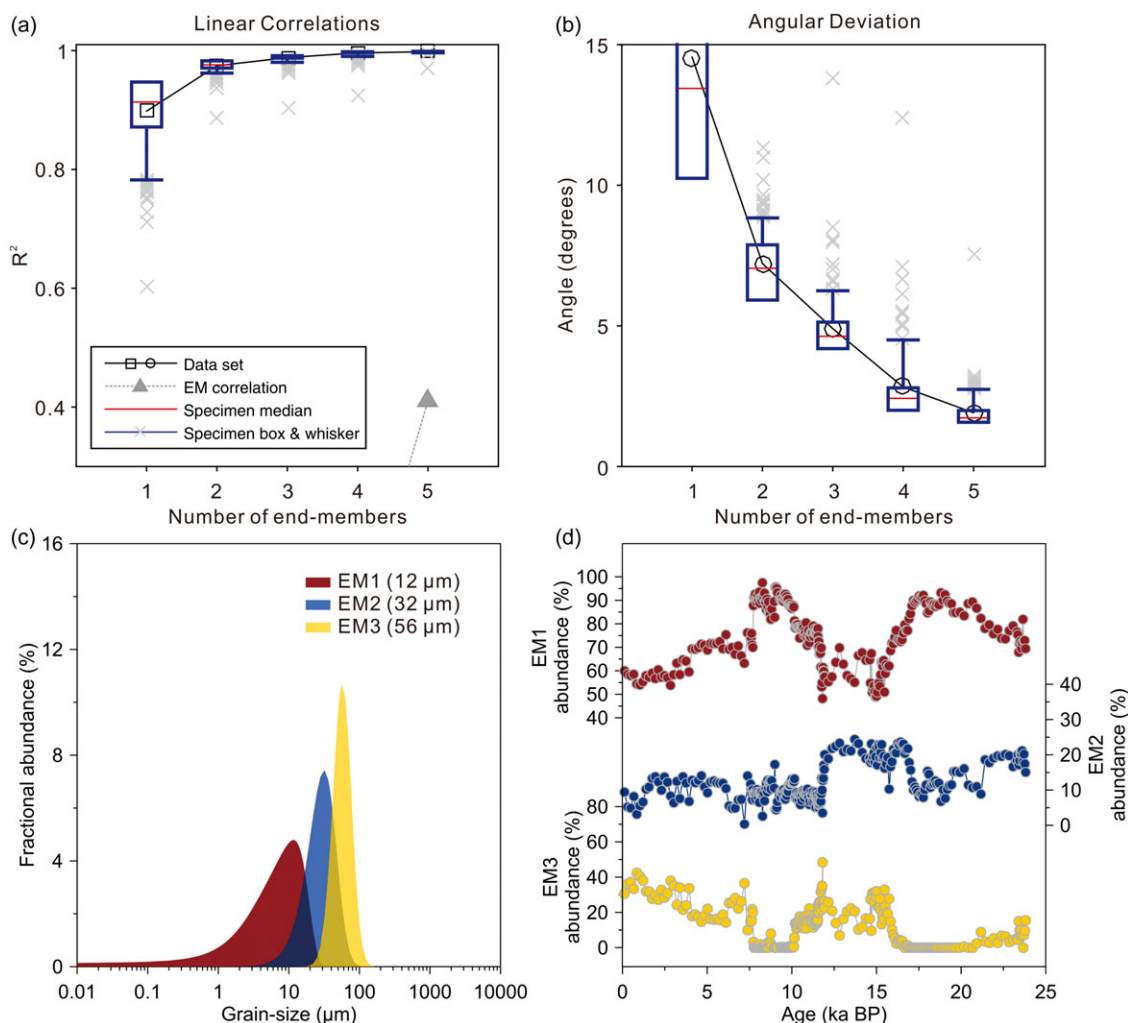 (a)
Linear Correlations
1
0.8
0.6
0.4
R²
Data set
EM correlation
Specimen median
Specimen box & whisker
1 2 3 4 5
Number of end-members
(b)
Angular Deviation
15
10
5
0
Angle (degrees)
1 2 3 4 5
Number of end-members
(c)
16
12
8
4
0
Fractional abundance (%)
EM1 (12 µm)
EM2 (32 µm)
EM3 (56 µm)
0.01 0.1 1 10 100 1000 10000
Grain-size (µm)
(d)
100
90
80
70
60
50
40
EM1
abundance (%)
40
30
20
10
0
EM2
abundance (%)
80
60
40
20
0
EM3
abundance (%)
0 5 10 15 20 25
Age (ka BP)